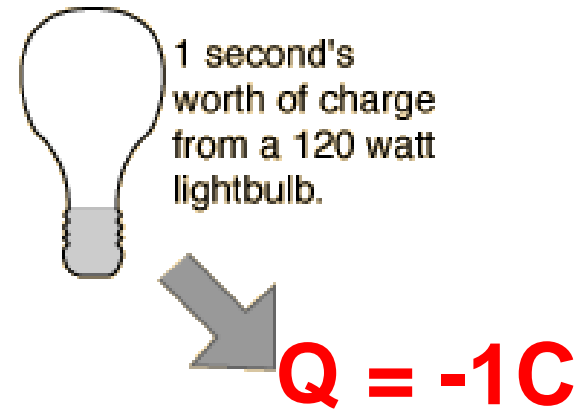 1 second's
worth of charge
from a 120 watt
lightbulb.
Q = -1C